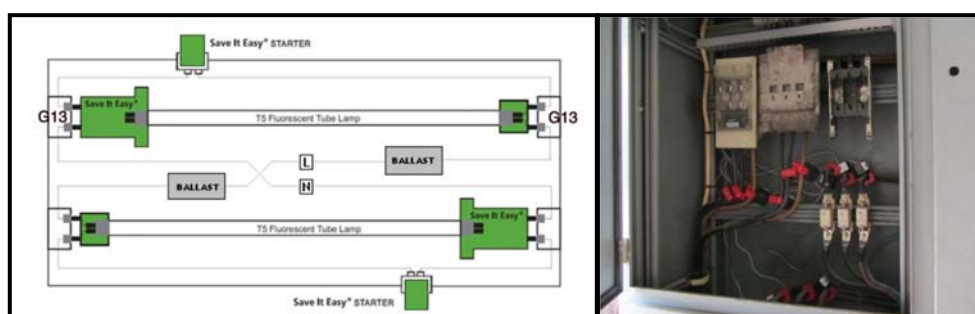 Save It Easy® STARTER
Save It Easy®
G13
T5 Fluorescent Tube Lamp
G13
L
BALLAST
BALLAST
N
Save It Easy®
T5 Fluorescent Tube Lamp
Save It Easy® STARTER